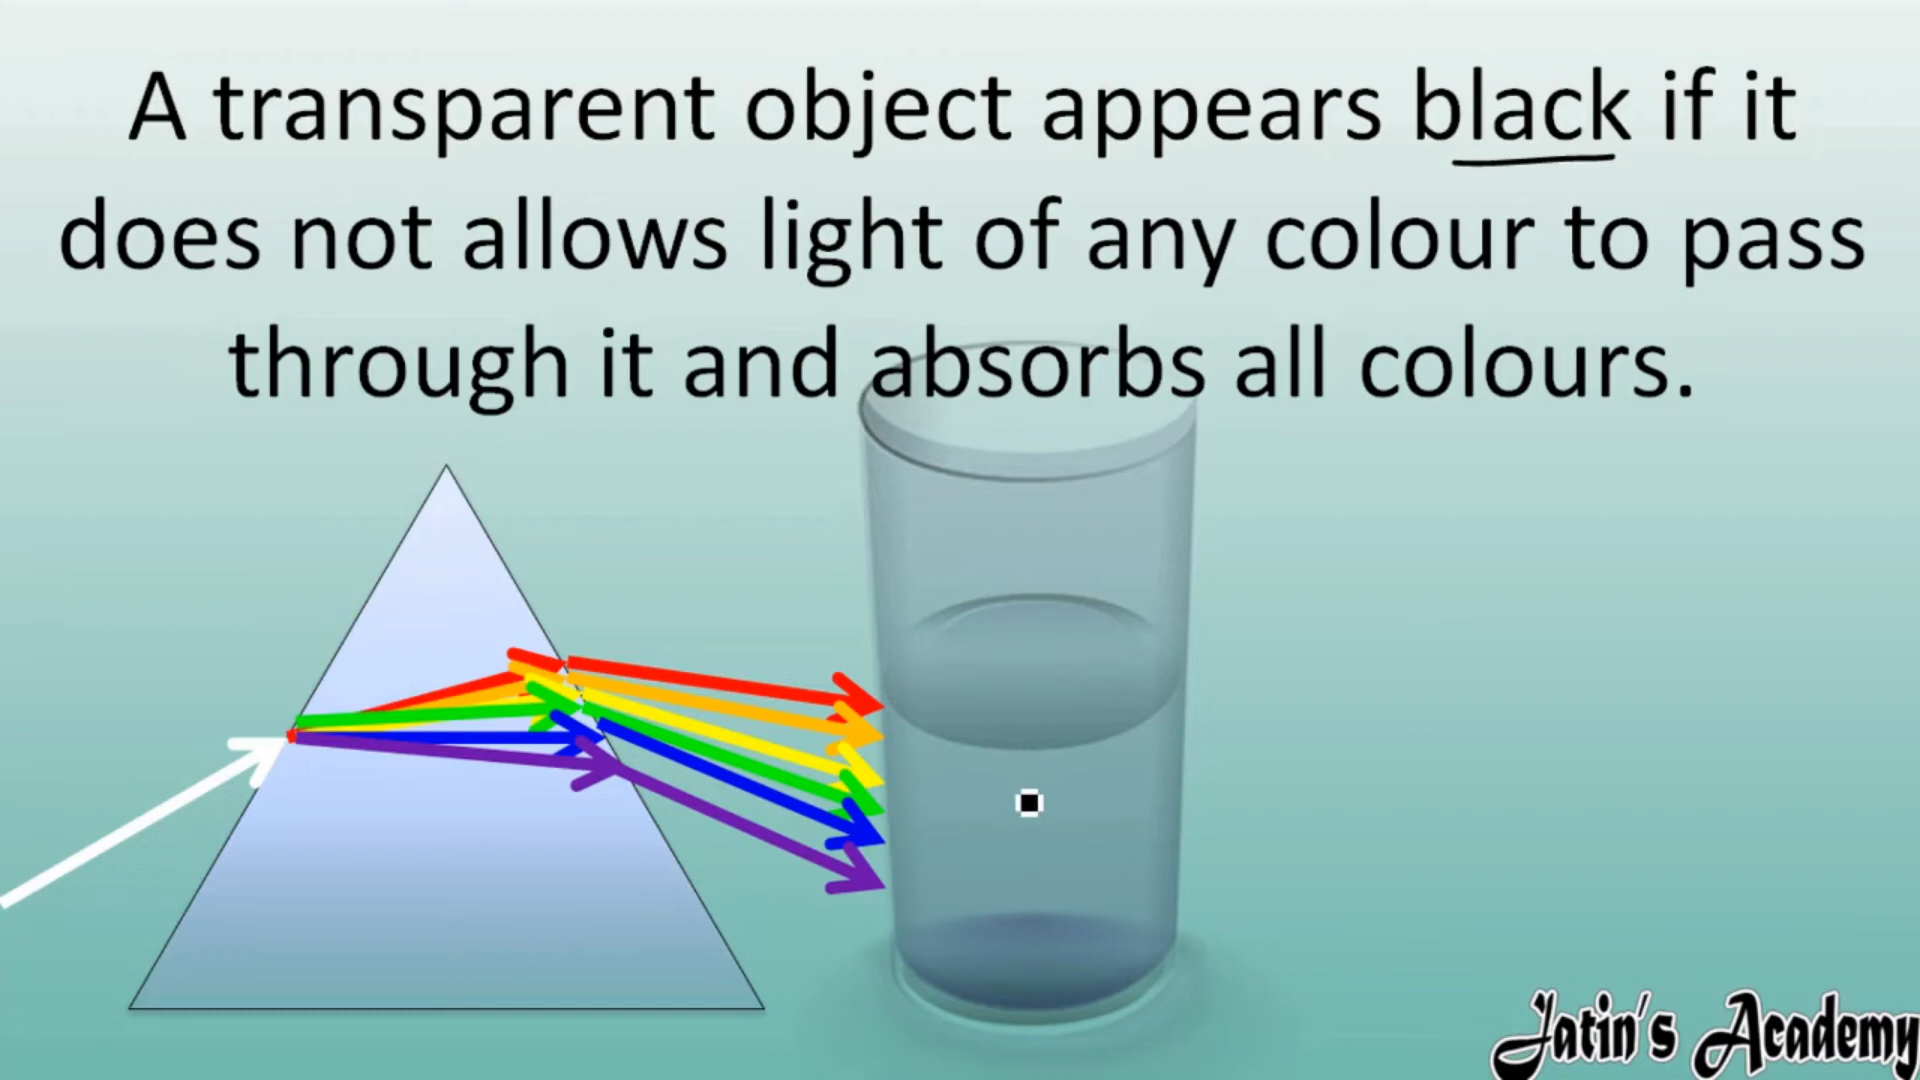 A transparent object appears black if it
does not allows light of any colour to pass
through it and absorbs all colours.
Jatin's Academy